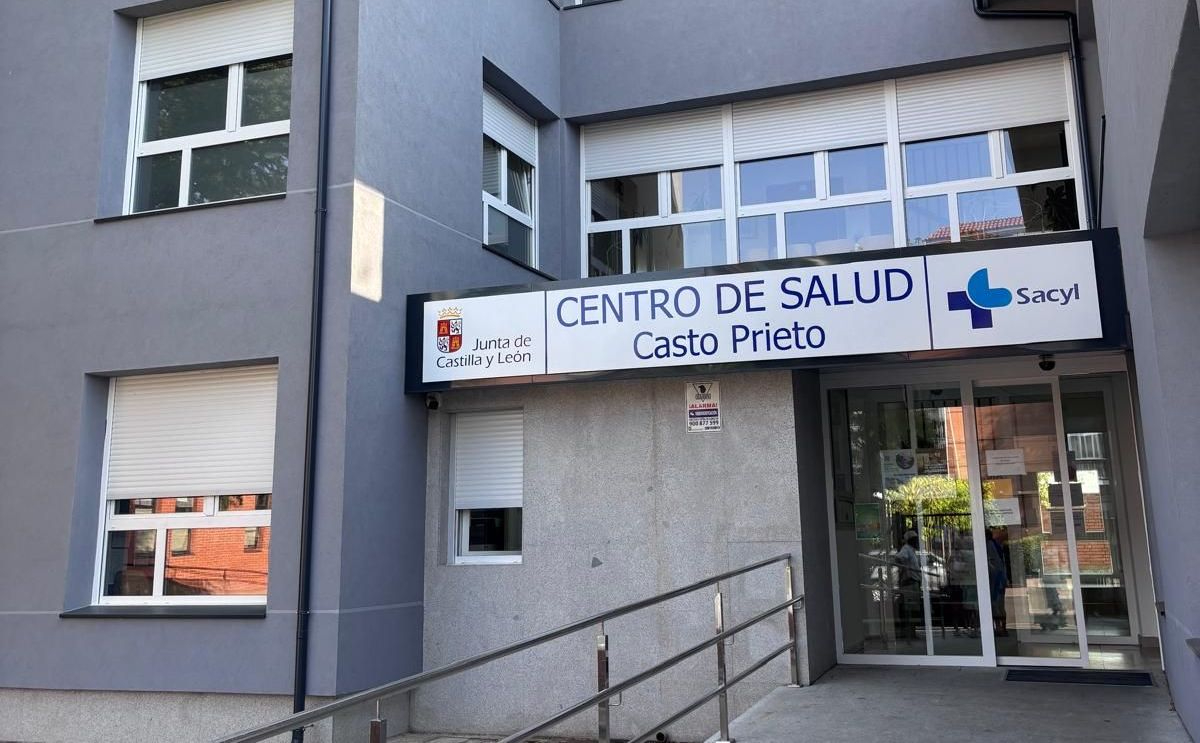 Junta de
Castilla y León
CENTRO DE SALUD
Casto Prieto
Sacyl
¡ALARMA!
900 877 599